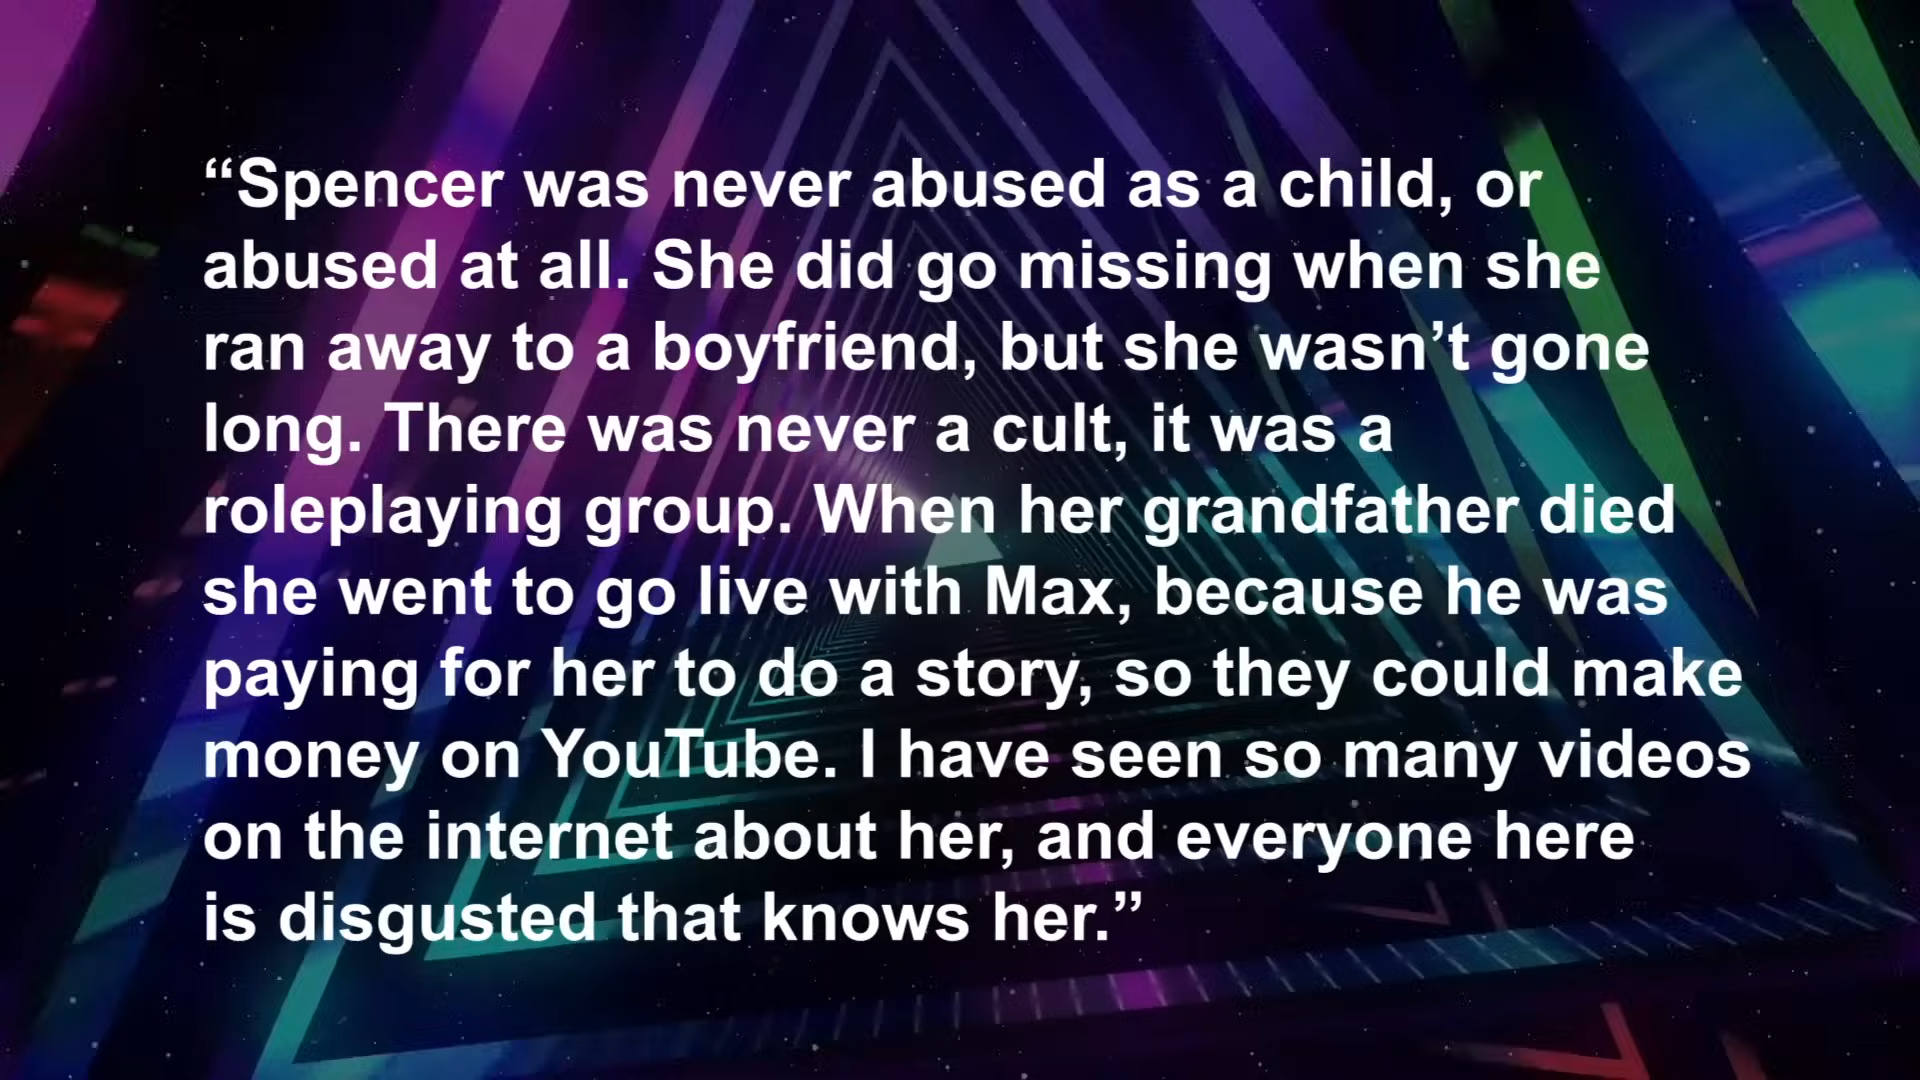 “Spencer was never abused as a child, or
abused at all. She did go missing when she
ran away to a boyfriend, but she wasn’t gone
long. There was never a cult, it was a
roleplaying group. When her grandfather died
she went to go live with Max, because he was
paying for her to do a story, so they could make
money on YouTube. I have seen so many videos
on the internet about her, and everyone here
is disgusted that knows her.”